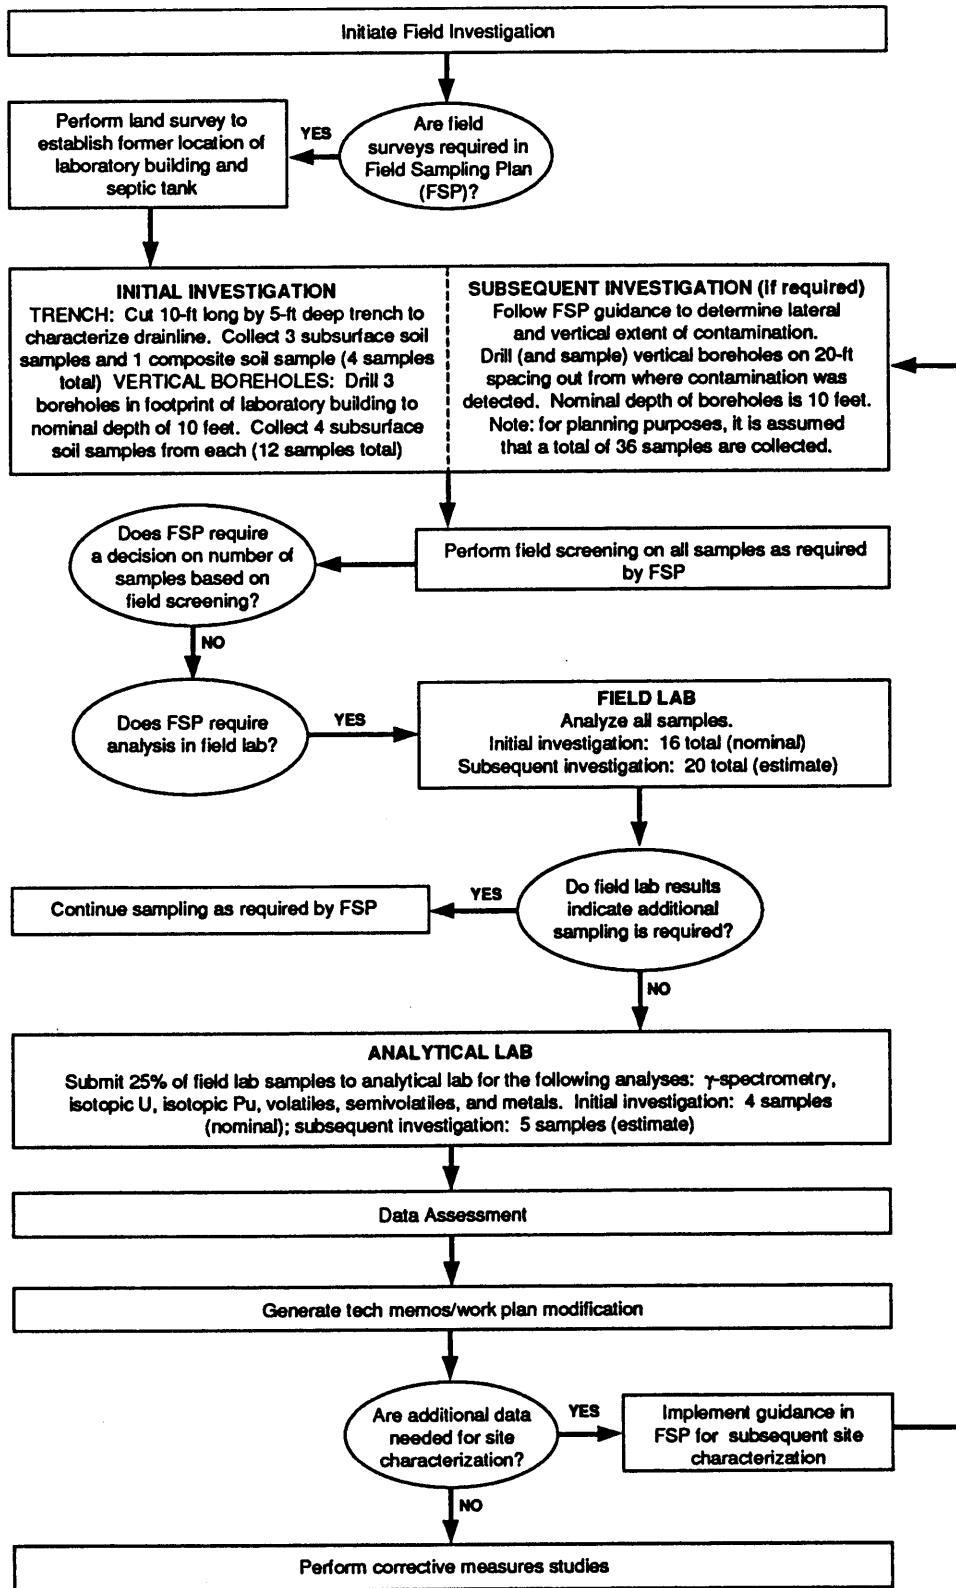 Initiate Field Investigation
Perform land survey to
establish former location of
laboratory building and
septic tank
YES
Are field
surveys required in
Field Sampling Plan
(FSP)?
INITIAL INVESTIGATION
TRENCH: Cut 10-ft long by 5-ft deep trench to
characterize drainline. Collect 3 subsurface soil
samples and 1 composite soil sample (4 samples
total) VERTICAL BOREHOLES: Drill 3
boreholes in footprint of laboratory building to
nominal depth of 10 feet. Collect 4 subsurface
soil samples from each (12 samples total)
SUBSEQUENT INVESTIGATION (if required)
Follow FSP guidance to determine lateral
and vertical extent of contamination.
Drill (and sample) vertical boreholes on 20-ft
spacing out from where contamination was
detected. Nominal depth of boreholes is 10 feet.
Note: for planning purposes, it is assumed
that a total of 36 samples are collected.
Does FSP require
a decision on number of
samples based on
field screening?
Perform field screening on all samples as required
by FSP
NO
Does FSP require
analysis in field lab?
YES
FIELD LAB
Analyze all samples.
Initial investigation: 16 total (nominal)
Subsequent investigation: 20 total (estimate)
Continue sampling as required by FSP
YES
Do field lab results
indicate additional
sampling is required?
NO
ANALYTICAL LAB
Submit 25% of field lab samples to analytical lab for the following analyses: γ-spectrometry,
isotopic U, isotopic Pu, volatiles, semivolatiles, and metals. Initial investigation: 4 samples
(nominal); subsequent investigation: 5 samples (estimate)
Data Assessment
Generate tech memos/work plan modification
Are additional data
needed for site
characterization?
YES
Implement guidance in
FSP for subsequent site
characterization
NO
Perform corrective measures studies